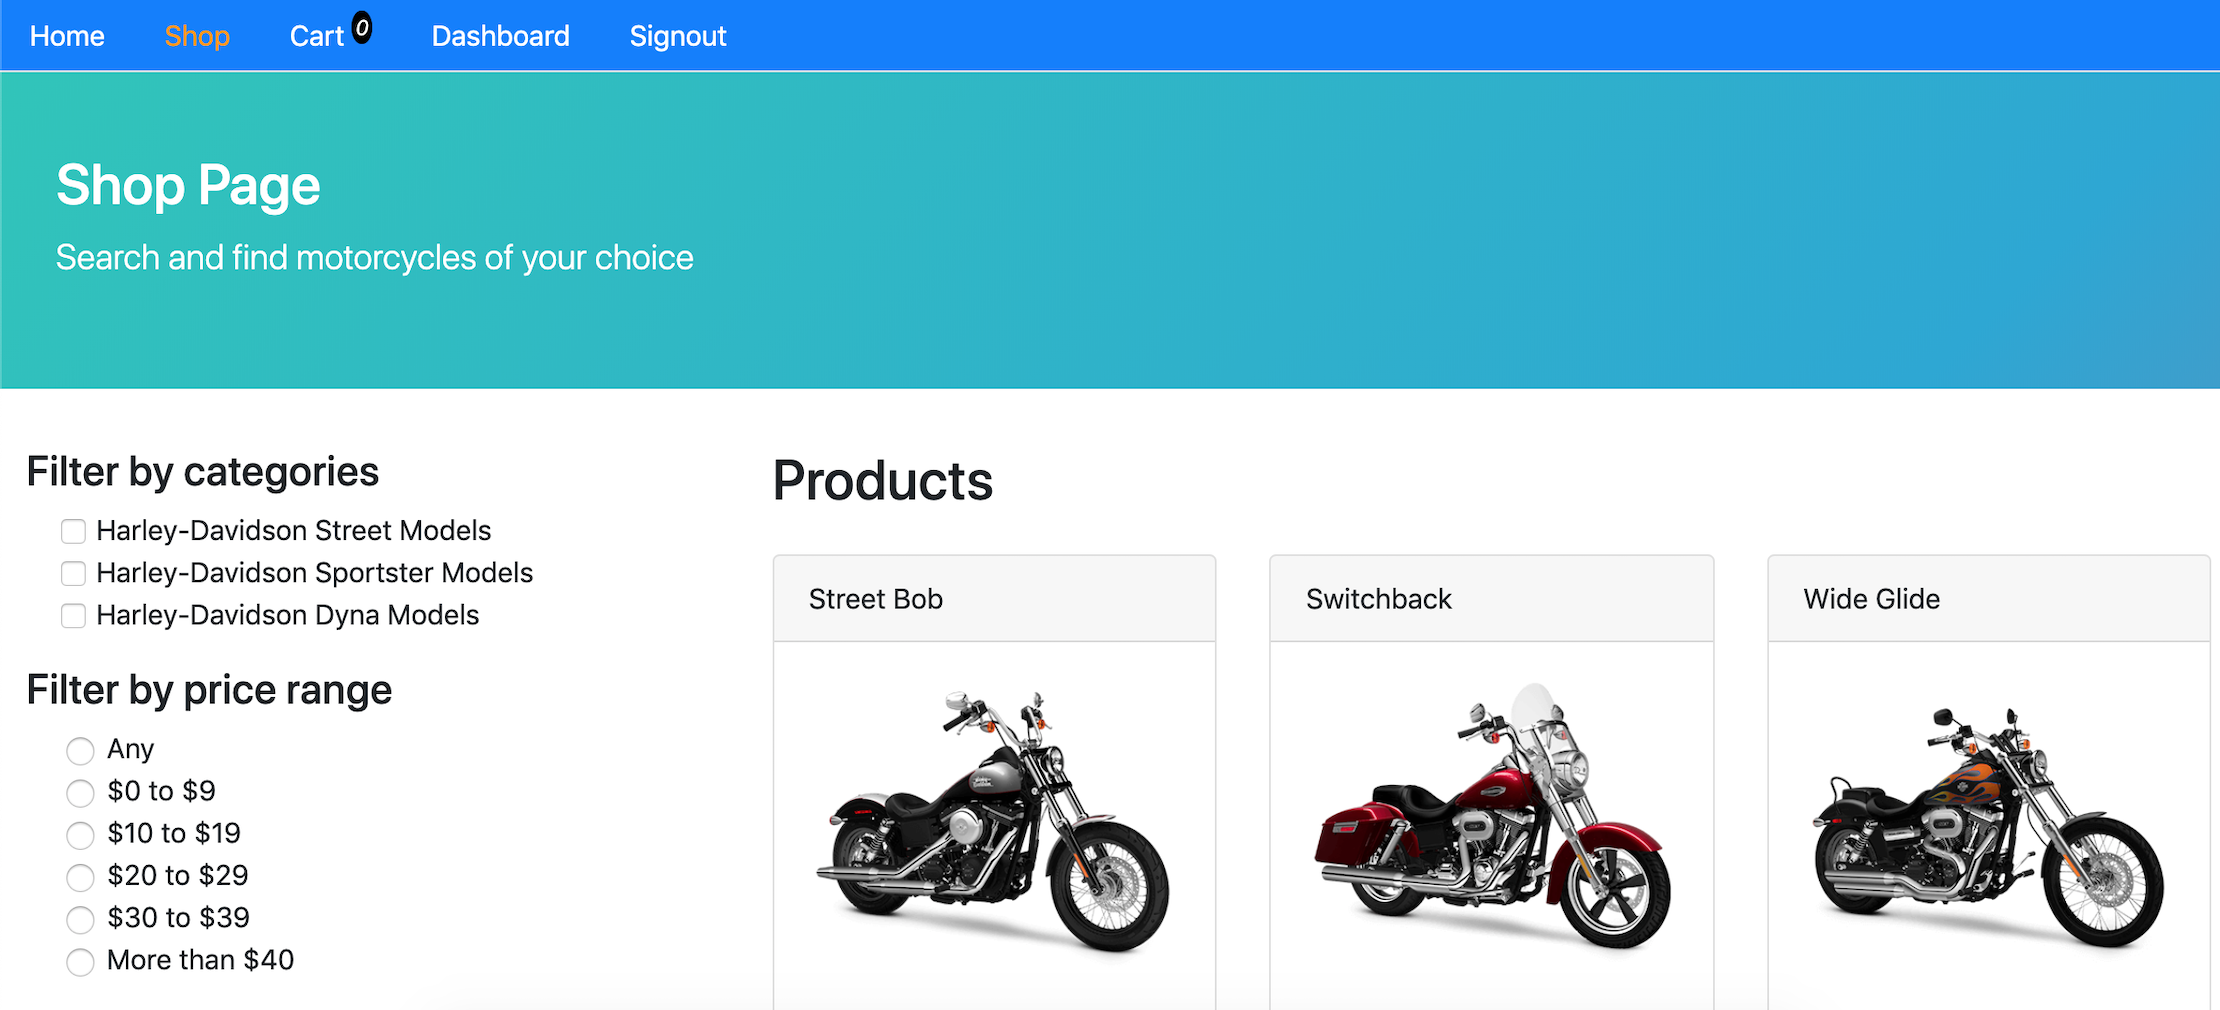 Home Shop Cart 0 Dashboard Signout
Shop Page
Search and find motorcycles of your choice
Filter by categories
Harley-Davidson Street Models
Harley-Davidson Sportster Models
Harley-Davidson Dyna Models
Filter by price range
Any
$0 to $9
$10 to $19
$20 to $29
$30 to $39
More than $40
Products
Street Bob
Switchback
Wide Glide